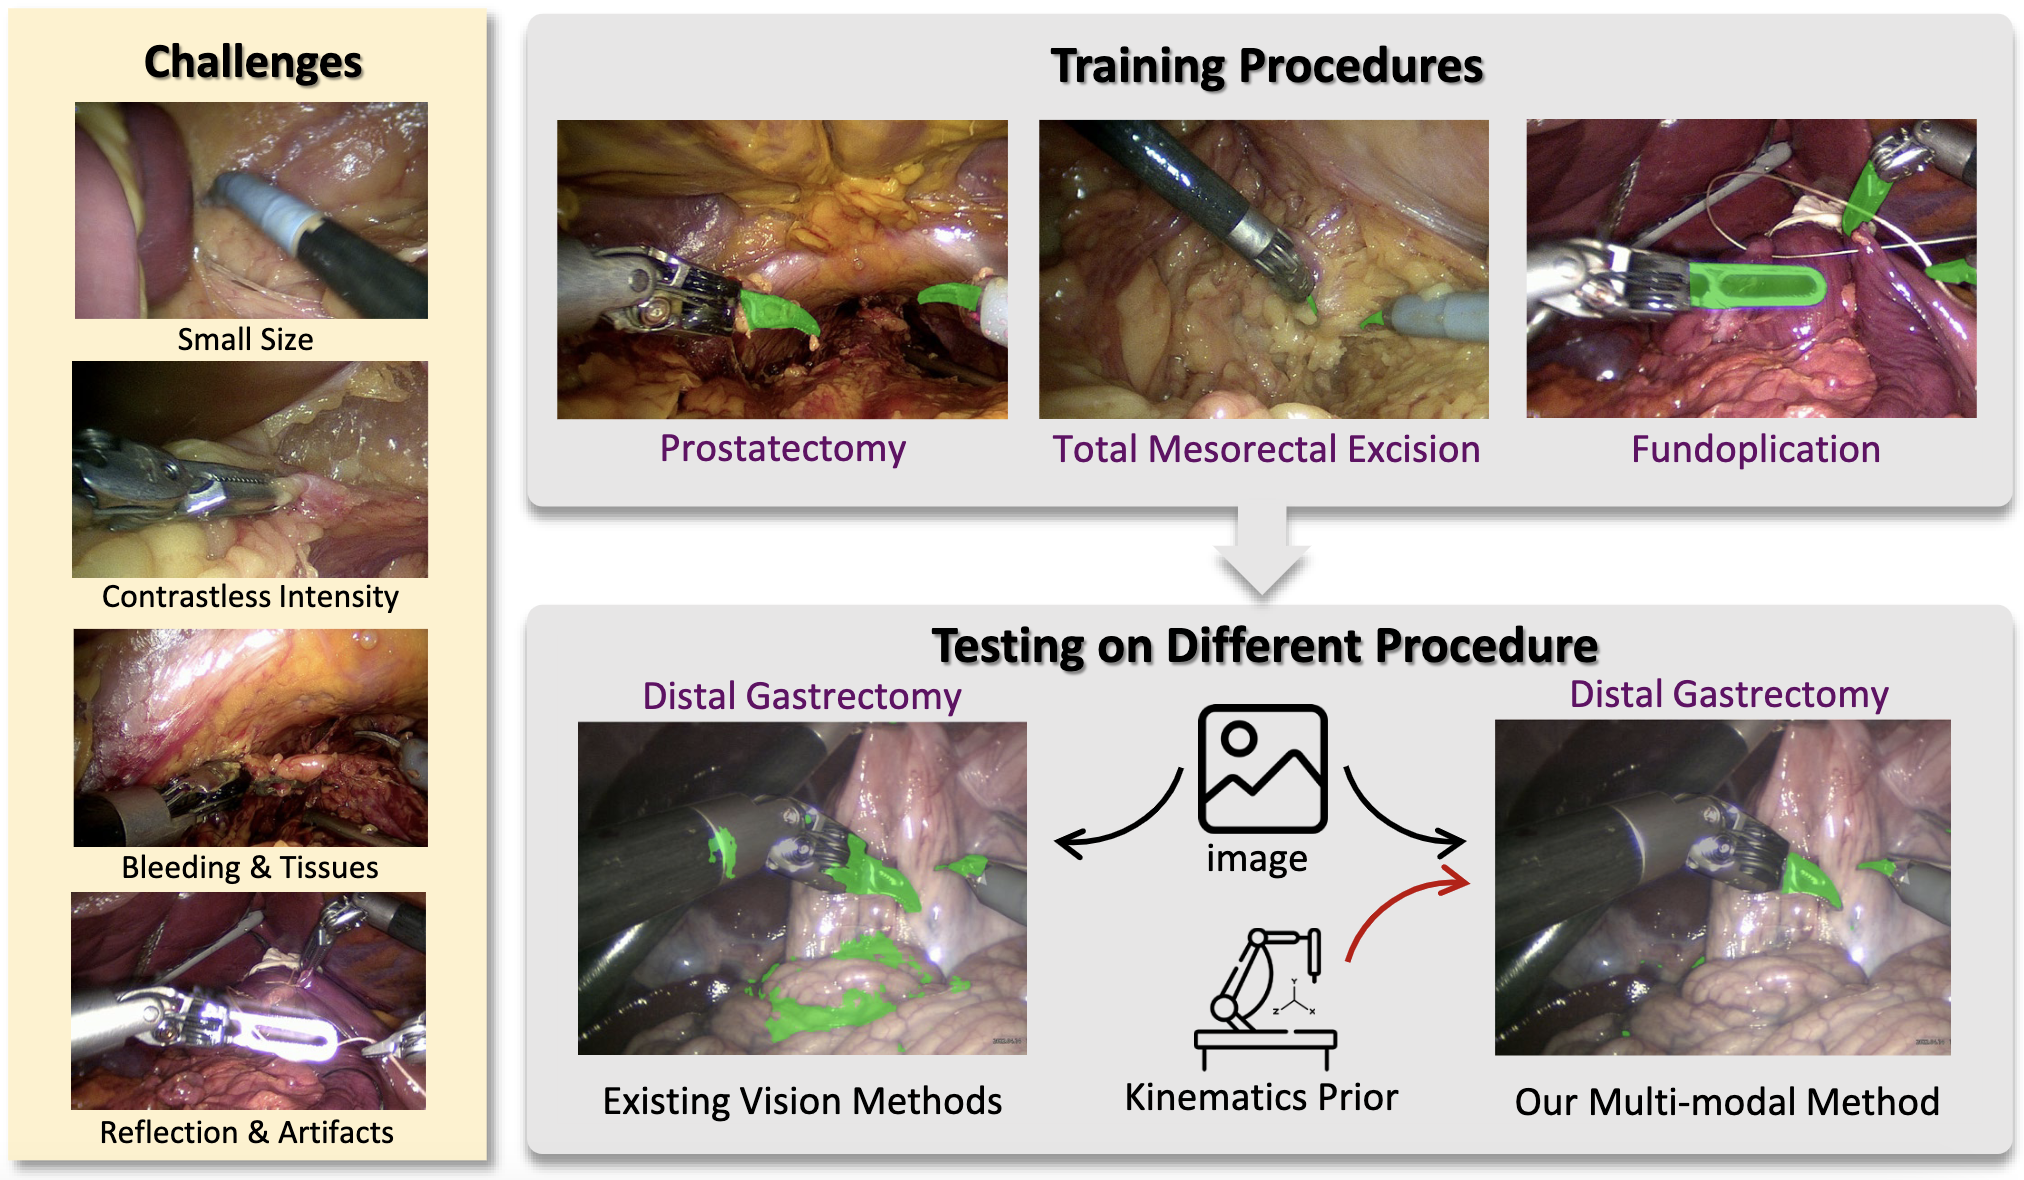 Challenges
Small Size
Contrastless Intensity
Bleeding & Tissues
Reflection & Artifacts
Training Procedures
Prostatectomy
Total Mesorectal Excision
Fundoplication
Testing on Different Procedure
Distal Gastrectomy
Distal Gastrectomy
image
Y
Z
X
Kinematics Prior
Existing Vision Methods
Our Multi-modal Method